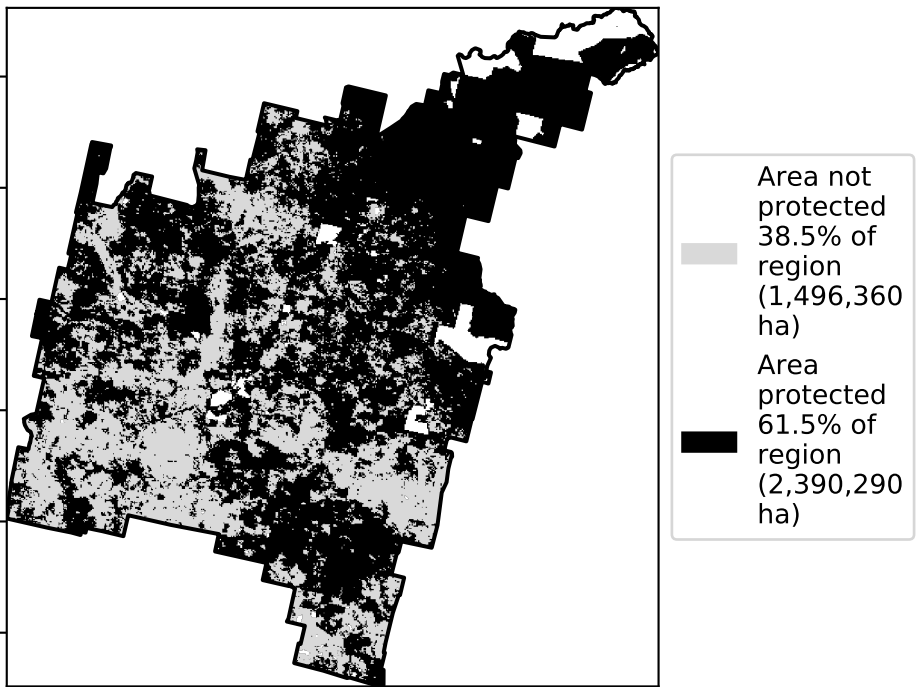 Area not
protected
38.5% of
region
(1,496,360
ha)
Area
protected
61.5% of
region
(2,390,290
ha)